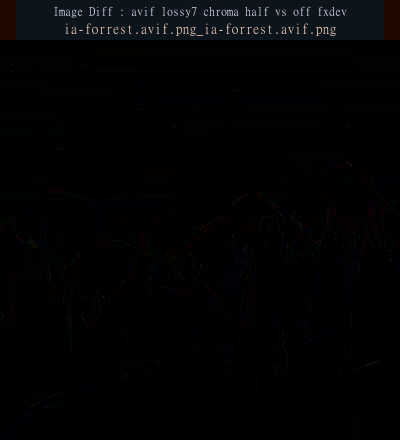 Image Diff : avif lossy7 chroma half vs off fxdev
ia-forrest.avif.png_ia-forrest.avif.png